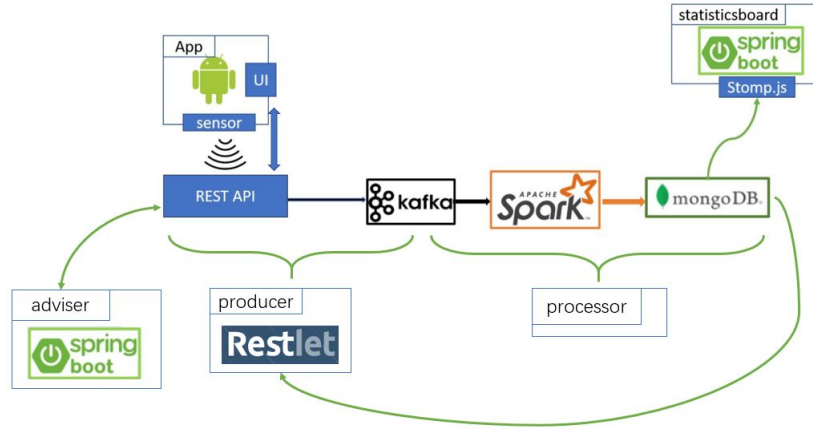 statisticsboard
spring
boot
Stomp.js
App
UI
sensor
REST API
kafka
APACHE
Spark™
mongoDB®
adviser
spring
boot
producer
Restlet
processor